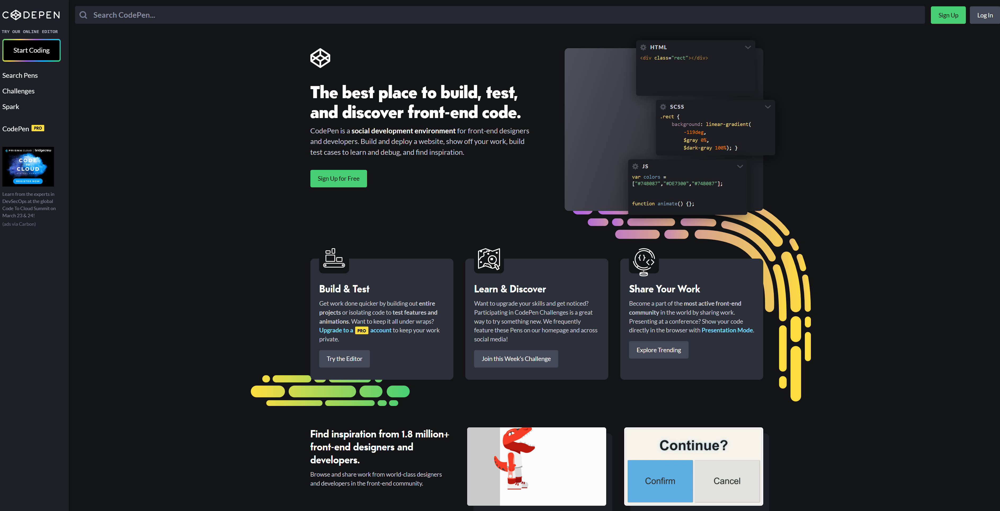 CODEPEN
Search CodePen...
Sign Up
Log In
TRY OUR ONLINE EDITOR
Start Coding
Search Pens
Challenges
Spark
CodePen PRO
PRISMA CLOUD | bridgecrew
CODE
TO
CLOUD
VIRTUAL SUMMIT
REGISTER NOW
Learn from the experts in
DevSecOps at the global
Code To Cloud Summit on
March 23 & 24!
(ads via Carbon)
The best place to build, test,
and discover front-end code.
CodePen is a social development environment for front-end designers
and developers. Build and deploy a website, show off your work, build
test cases to learn and debug, and find inspiration.
Sign Up for Free
HTML
<div class="rect"></div>
SCSS
.rect {
background: linear-gradient(
-119deg,
$gray 0%,
$dark-gray 100%); }
JS
var colors =
["#74B087","#DE7300","#74B087"];
function animate() {};
Build & Test
Get work done quicker by building out entire
projects or isolating code to test features and
animations. Want to keep it all under wraps?
Upgrade to a PRO account to keep your work
private.
Try the Editor
Learn & Discover
Want to upgrade your skills and get noticed?
Participating in CodePen Challenges is a great
way to try something new. We frequently
feature these Pens on our homepage and across
social media!
Join this Week's Challenge
Share Your Work
Become a part of the most active front-end
community in the world by sharing work.
Presenting at a conference? Show your code
directly in the browser with Presentation Mode.
Explore Trending
Find inspiration from 1.8 million+
front-end designers and
developers.
Browse and share work from world-class designers
and developers in the front-end community.
Continue?
Confirm
Cancel